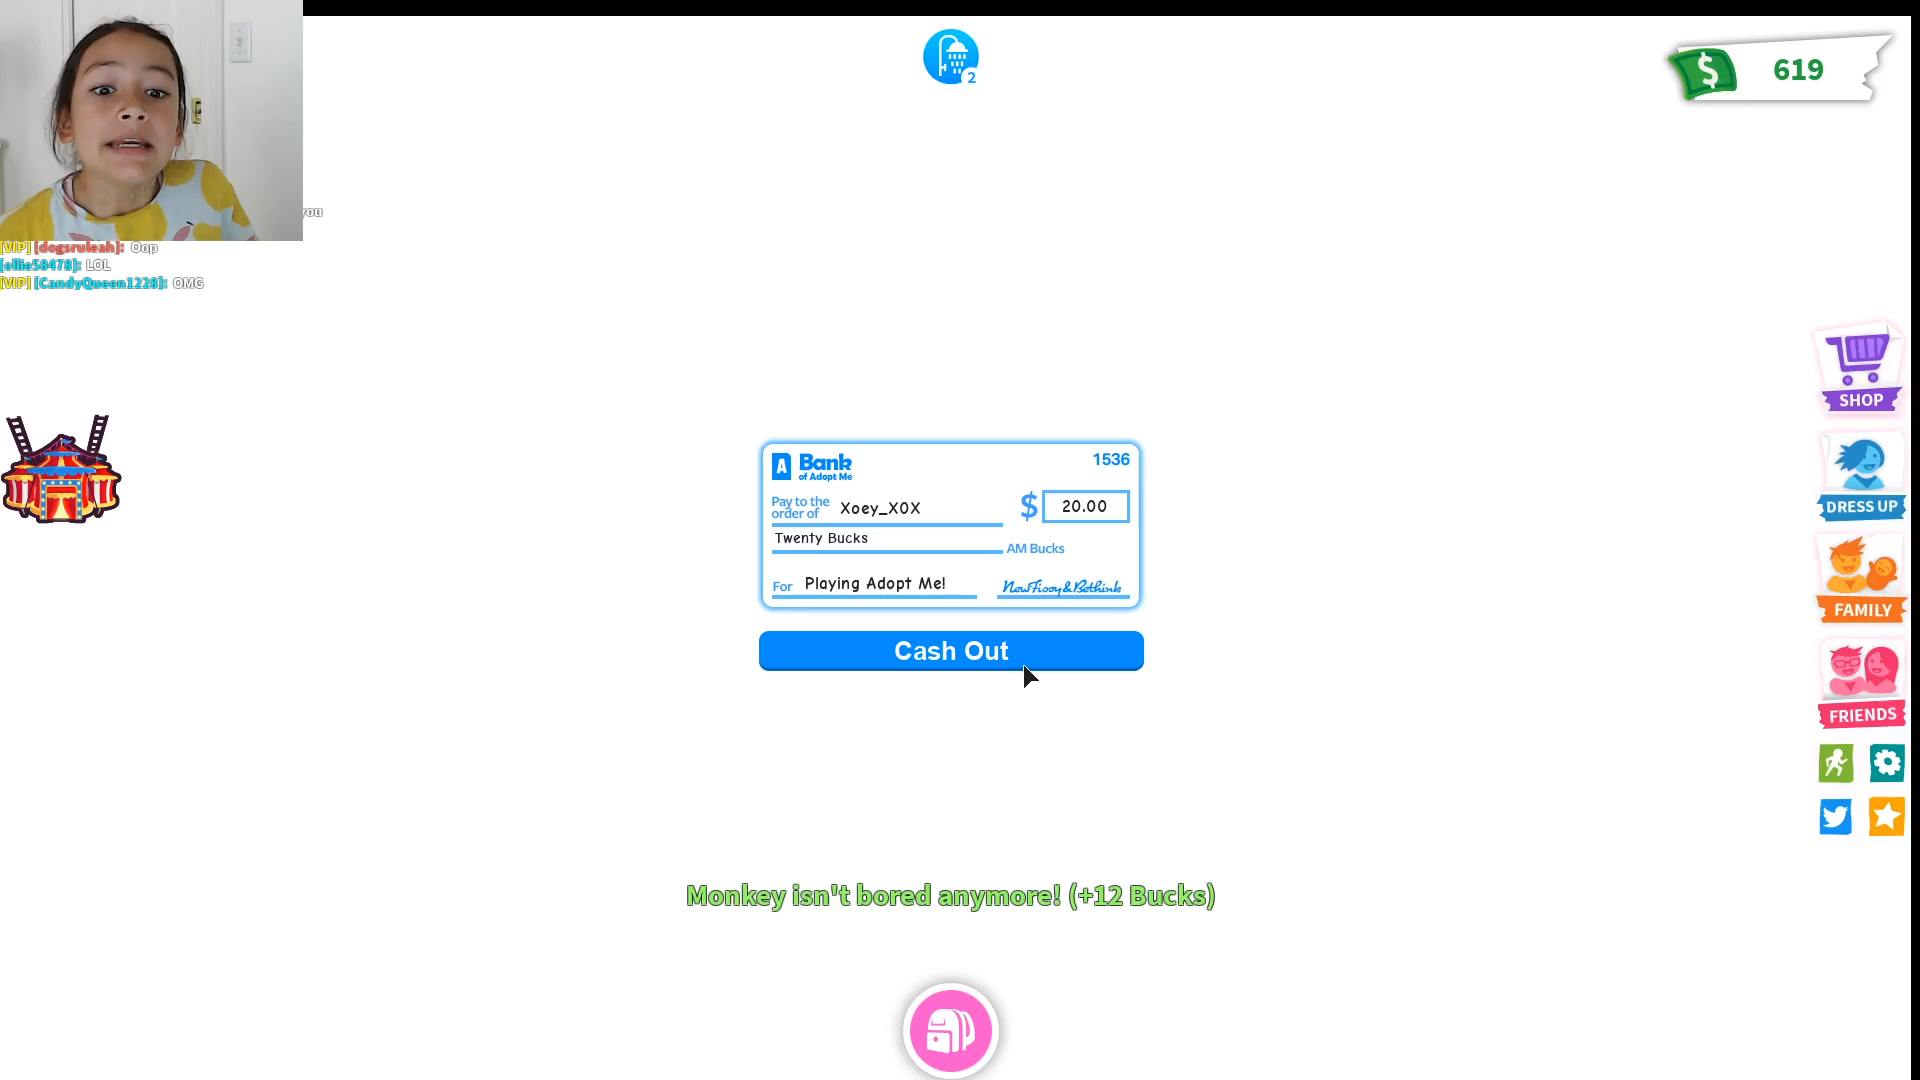 619
2
you
[VIP] [dogsruleah]: Oop
[ellie58478]: LOL
[VIP] [CandyQueen1228]: OMG
SHOP
DRESS UP
FAMILY
FRIENDS
A Bank
of Adopt Me
1536
Pay to the
order of Xoey_XOX
$ 20.00
Twenty Bucks
AM Bucks
For Playing Adopt Me!
NewFissy & Bethink
Cash Out
Monkey isn't bored anymore! (+12 Bucks)